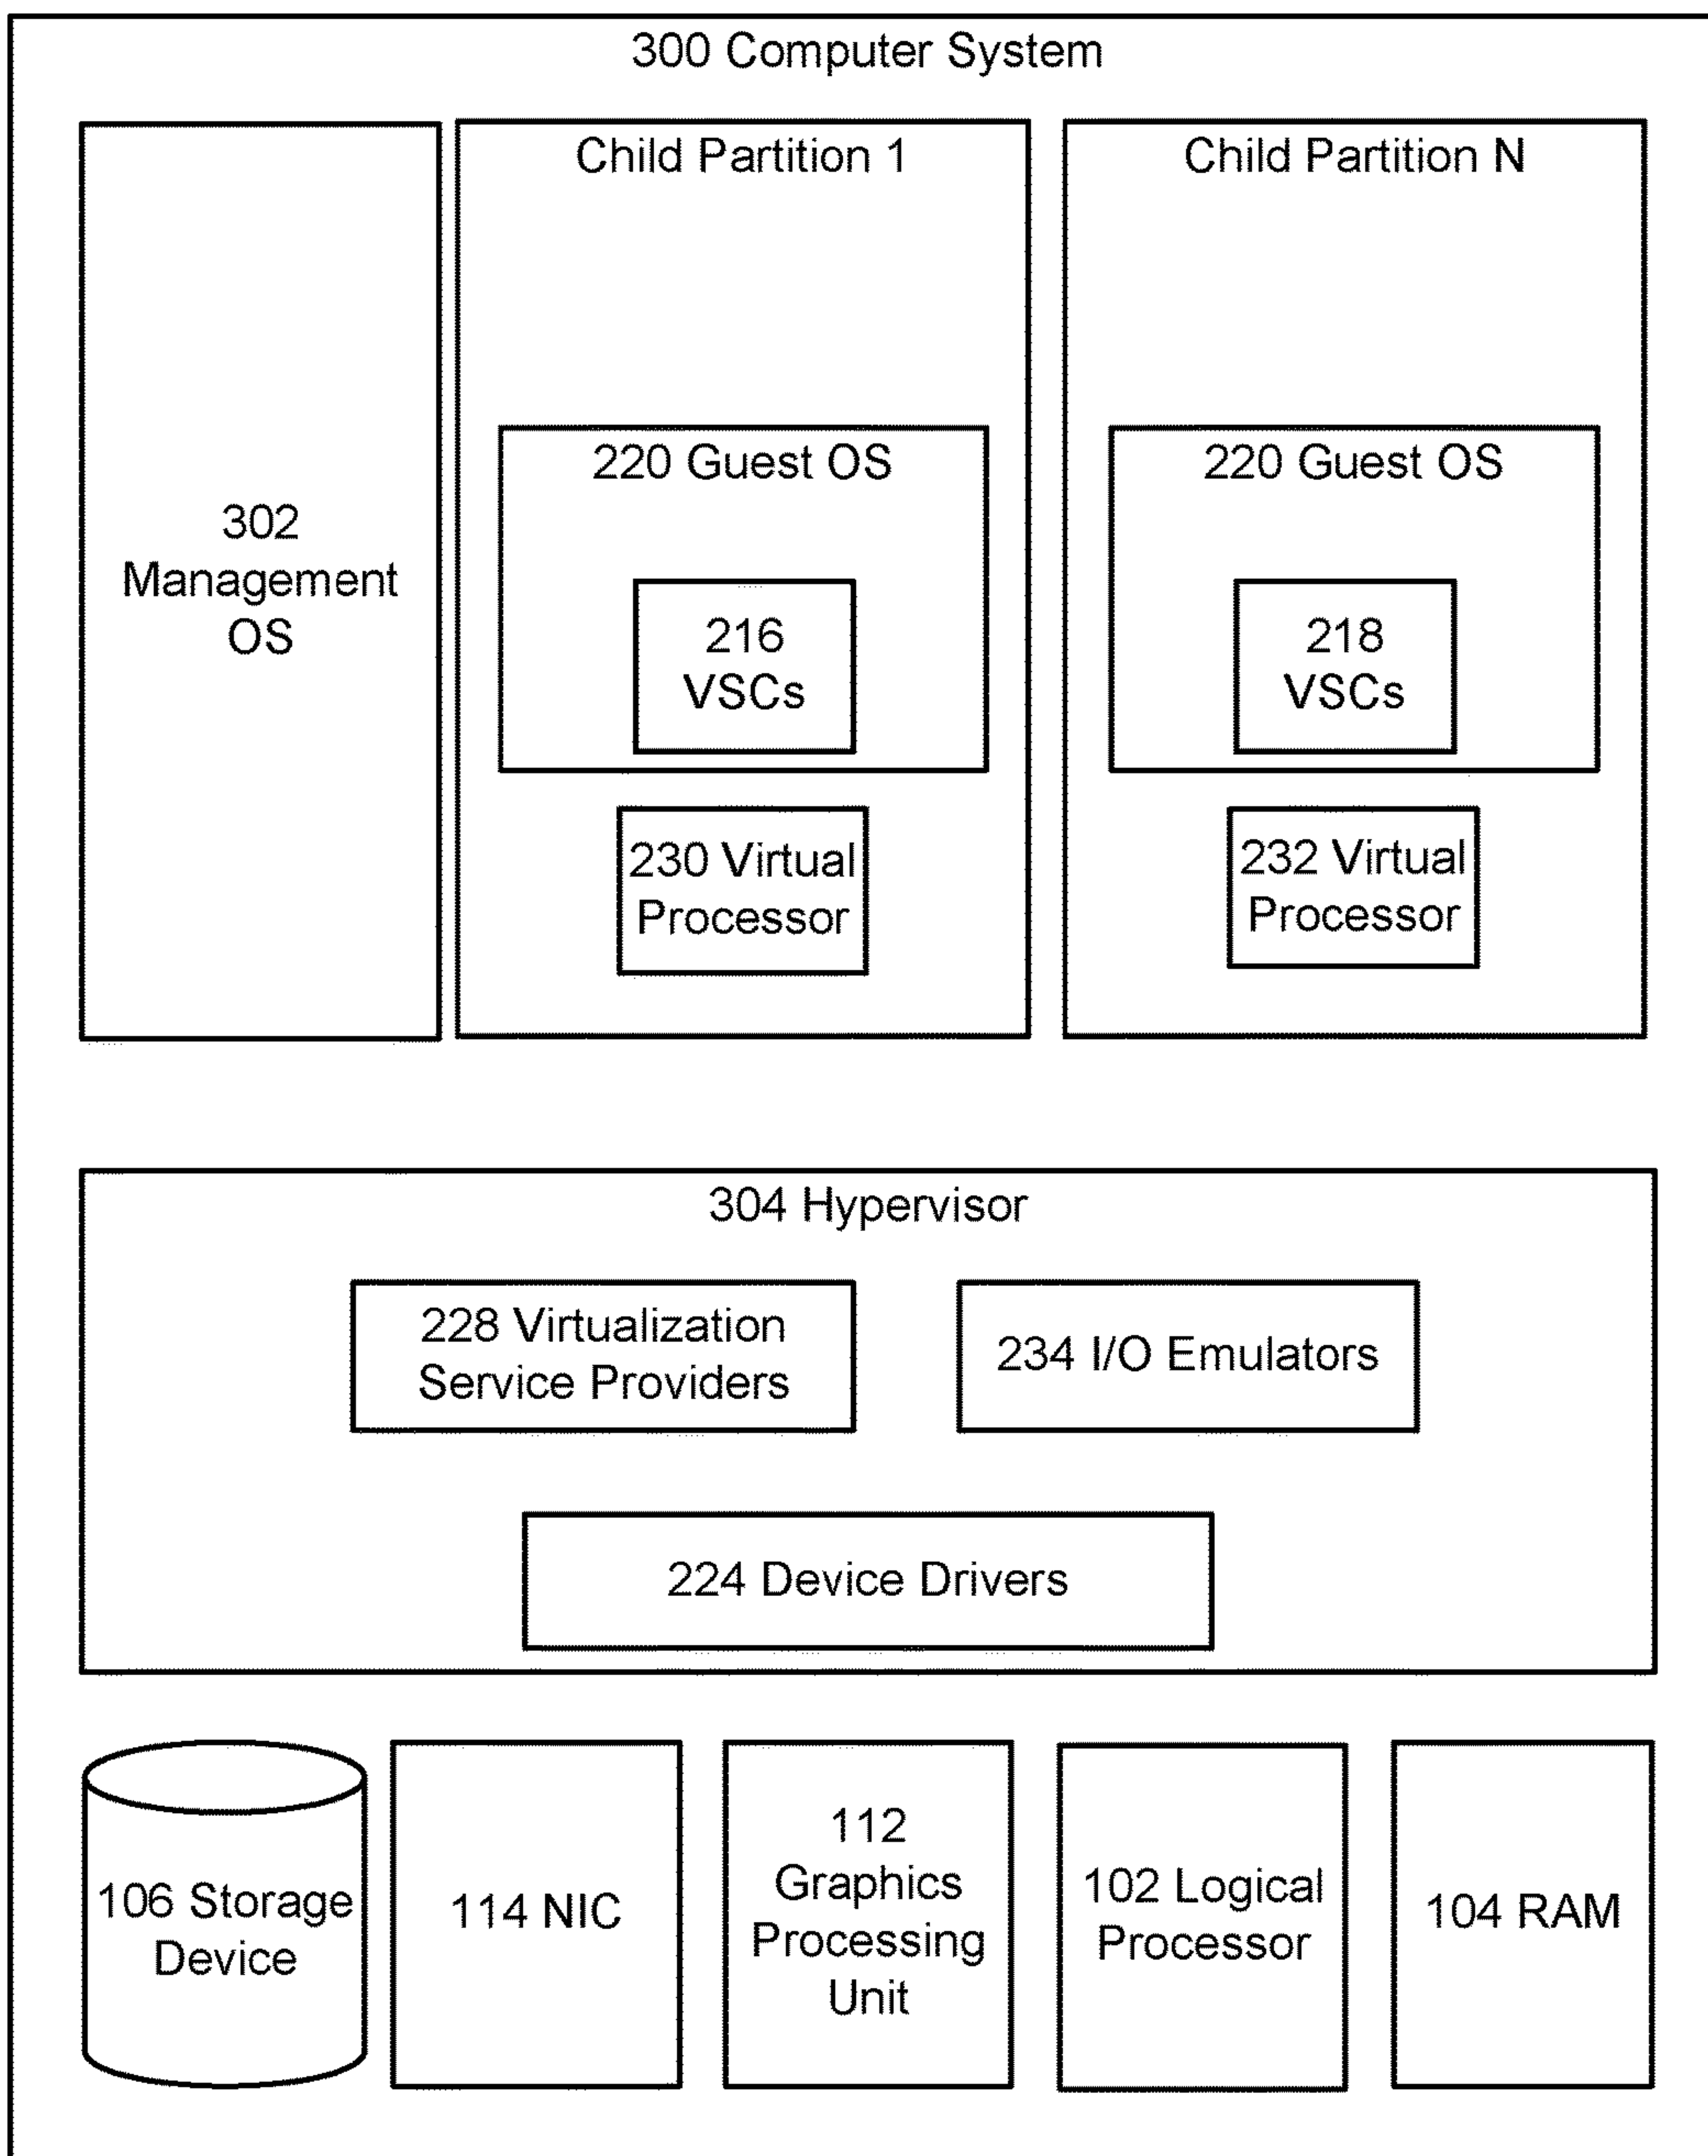 300 Computer System
302
Management
OS
Child Partition 1
220 Guest OS
216
VSCs
230 Virtual
Processor
Child Partition N
220 Guest OS
218
VSCs
232 Virtual
Processor
304 Hypervisor
228 Virtualization
Service Providers
234 I/O Emulators
224 Device Drivers
106 Storage
Device
114 NIC
112
Graphics
Processing
Unit
102 Logical
Processor
104 RAM